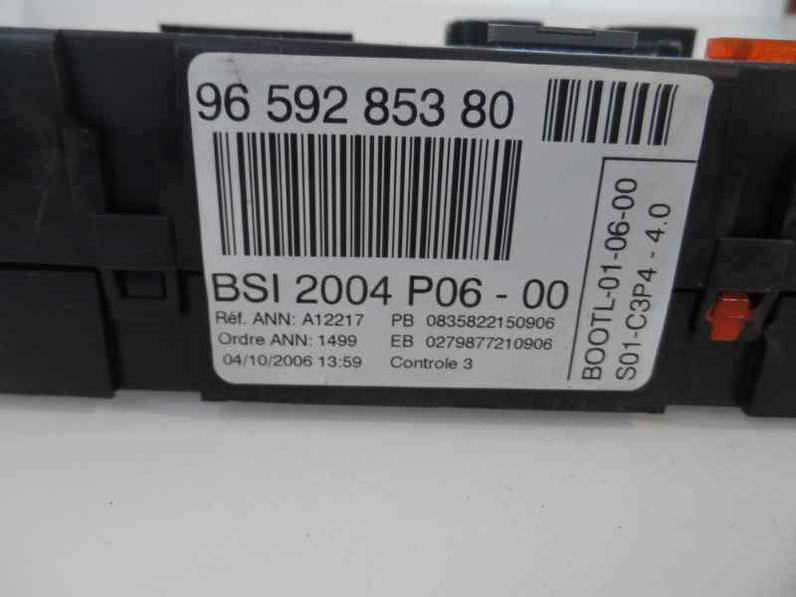 96 592 853 80
BSI 2004 P06 - 00
Réf. ANN: A12217 PB 0835822150906
Ordre ANN: 1499 EB 0279877210906
04/10/2006 13:59 Controle 3
BOOTL-01-06-00
S01-C3P4 - 4.0